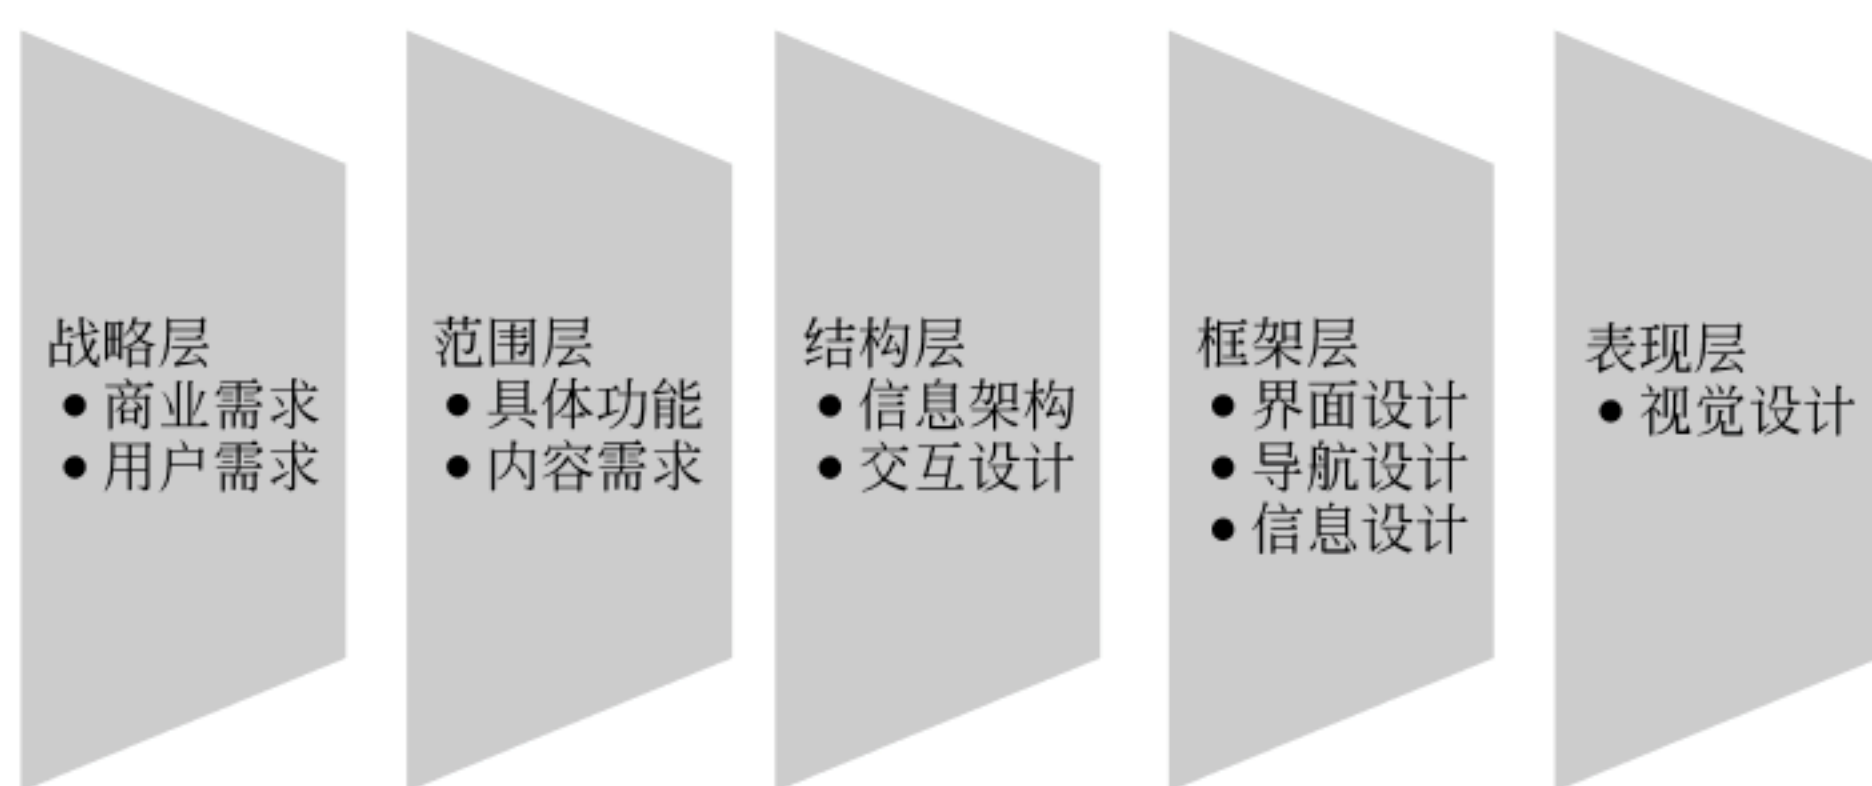 战略层
● 商业需求
● 用户需求
范围层
● 具体功能
● 内容需求
结构层
● 信息架构
● 交互设计
框架层
● 界面设计
● 导航设计
● 信息设计
表现层
● 视觉设计